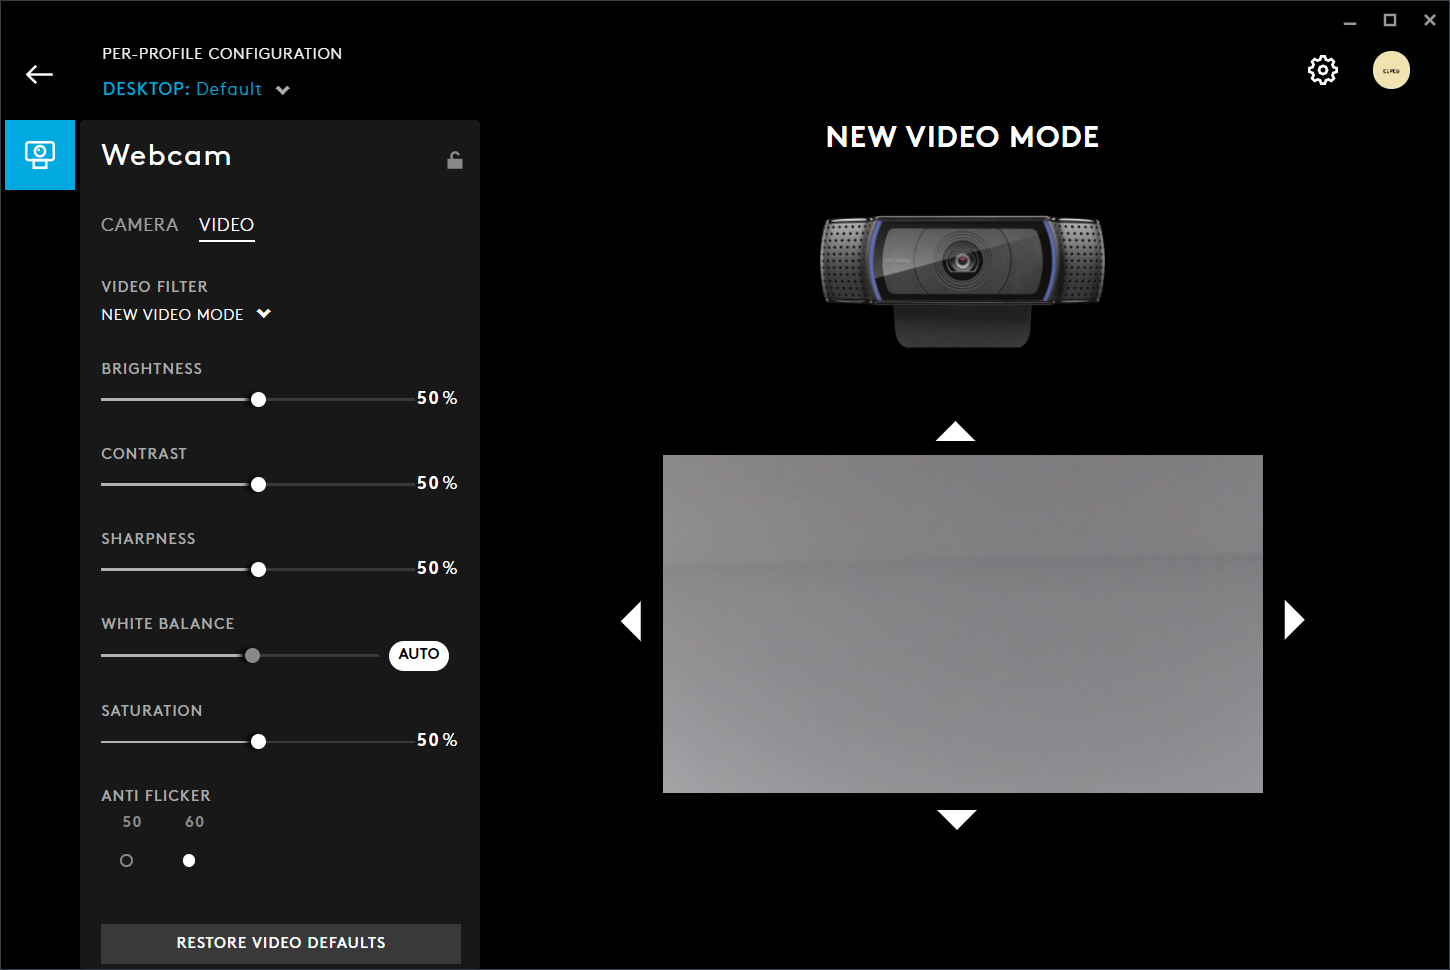 PER-PROFILE CONFIGURATION
DESKTOP: Default
Webcam
CAMERA VIDEO
VIDEO FILTER
NEW VIDEO MODE
BRIGHTNESS
50%
CONTRAST
50%
SHARPNESS
50%
WHITE BALANCE
AUTO
SATURATION
50%
ANTI FLICKER
50 60
RESTORE VIDEO DEFAULTS
NEW VIDEO MODE